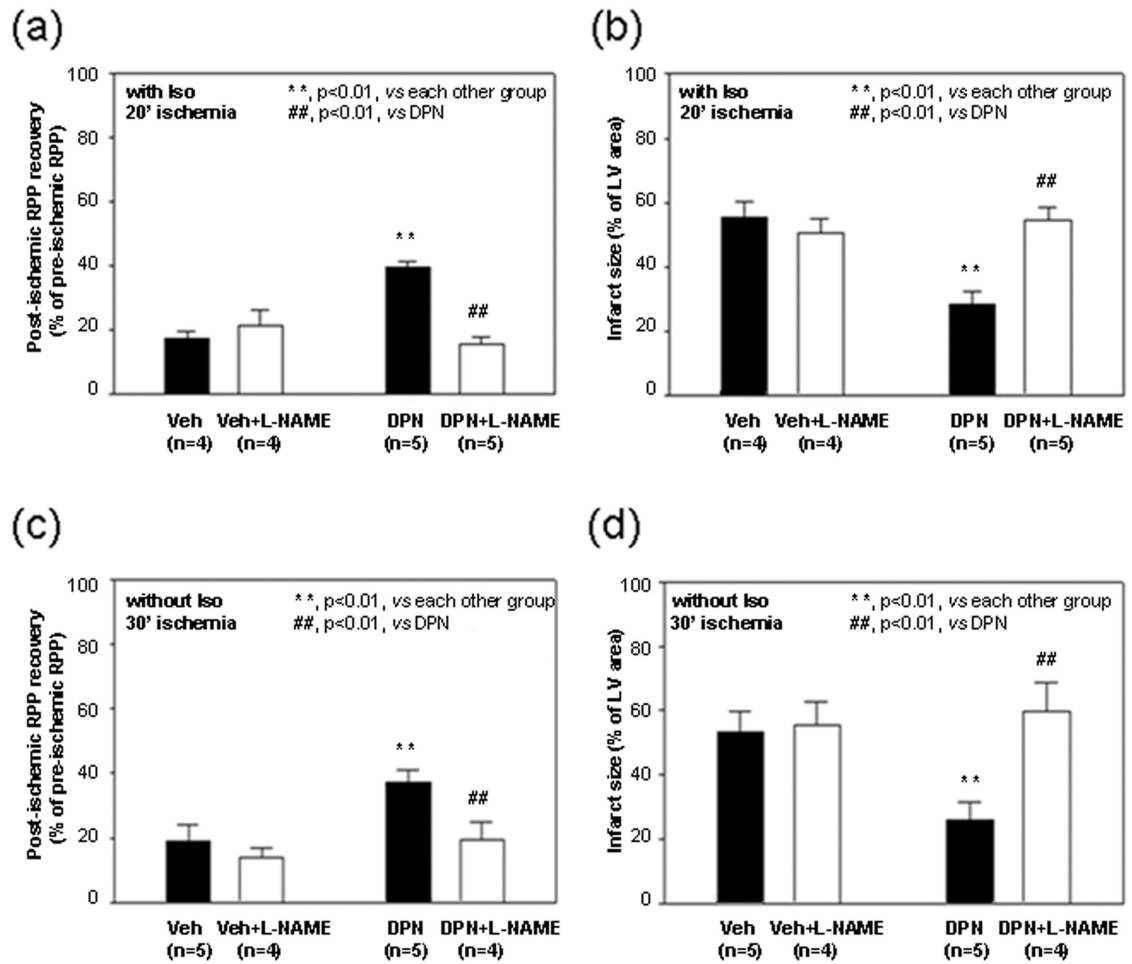 (a)
Post-ischemic RPP recovery
(% of pre-ischemic RPP)
100
80
60
40
20
0
with Iso
20' ischemia
* *, p<0.01, vs each other group
##, p<0.01, vs DPN
* *
##
Veh Veh+L-NAME DPN DPN+L-NAME
(n=4) (n=4) (n=5) (n=5)
(b)
Infarct size (% of LV area)
100
80
60
40
20
0
with Iso
20' ischemia
* *, p<0.01, vs each other group
##, p<0.01, vs DPN
* *
##
Veh Veh+L-NAME DPN DPN+L-NAME
(n=4) (n=4) (n=5) (n=5)
(c)
Post-ischemic RPP recovery
(% of pre-ischemic RPP)
100
80
60
40
20
0
without Iso
30' ischemia
* *, p<0.01, vs each other group
##, p<0.01, vs DPN
* *
##
Veh Veh+L-NAME DPN DPN+L-NAME
(n=5) (n=4) (n=5) (n=4)
(d)
Infarct size (% of LV area)
100
80
60
40
20
0
without Iso
30' ischemia
* *, p<0.01, vs each other group
##, p<0.01, vs DPN
* *
##
Veh Veh+L-NAME DPN DPN+L-NAME
(n=5) (n=4) (n=5) (n=4)